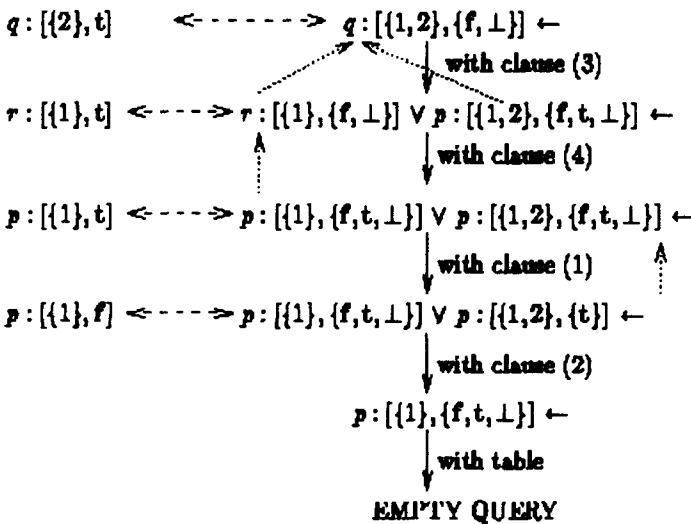 q : [{2}, t] q : [{1, 2}, {f, ⊥}] ←
with clause (3)
r : [{1}, t] r : [{1}, {f, ⊥}] ∨ p : [{1, 2}, {f, t, ⊥}] ←
with clause (4)
p : [{1}, t] p : [{1}, {f, t, ⊥}] ∨ p : [{1, 2}, {f, t, ⊥}] ←
with clause (1)
p : [{1}, f] p : [{1}, {f, t, ⊥}] ∨ p : [{1, 2}, {t}] ←
with clause (2)
p : [{1}, {f, t, ⊥}] ←
with table
EMPTY QUERY